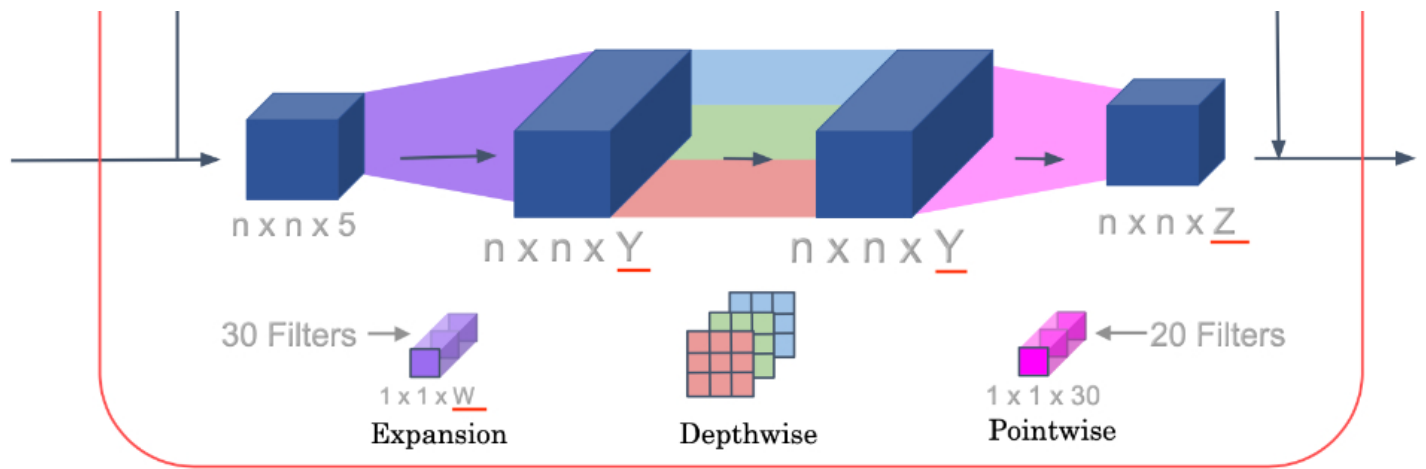 n x n x 5
n x n x Y
n x n x Y
n x n x Z
30 Filters
20 Filters
1 x 1 x W
1 x 1 x 30
Expansion
Depthwise
Pointwise